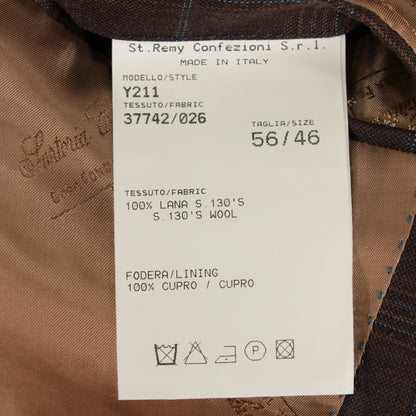 St.Remy Confezioni S.r.l.
MADE IN ITALY
MODELLO/STYLE
Y211
TESSUTO/FABRIC
37742/026
TAGLIA/SIZE
56/46
TESSUTO/FABRIC
100% LANA S.130'S
S.130'S WOOL
FODERA/LINING
100% CUPRO / CUPRO
P
Sartoria